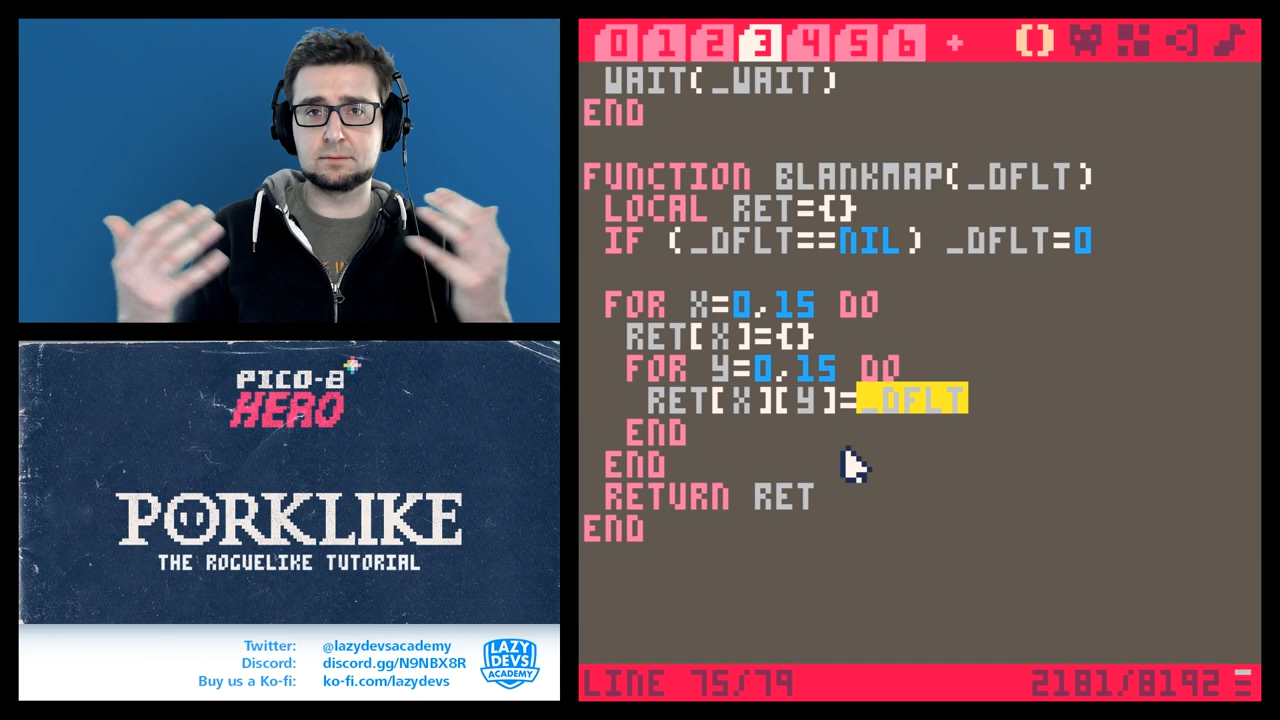 0 1 2 3 4 5 6 +
WAIT(_WAIT)
END
FUNCTION BLANKMAP(_DFLT)
LOCAL RET={}
IF (_DFLT==NIL) _DFLT=0
FOR X=0,15 DO
RET[X]={}
FOR Y=0,15 DO
RET[X][Y]=_DFLT
END
END
RETURN RET
END
LINE 75/79 2181/8192
PICO-8
HERO
PORKLIKE
THE ROGUELIKE TUTORIAL
Twitter: @lazydevsacademy
Discord: discord.gg/N9NBX8R
Buy us a Ko-fi: ko-fi.com/lazydevs
LAZY
DEVS
ACADEMY